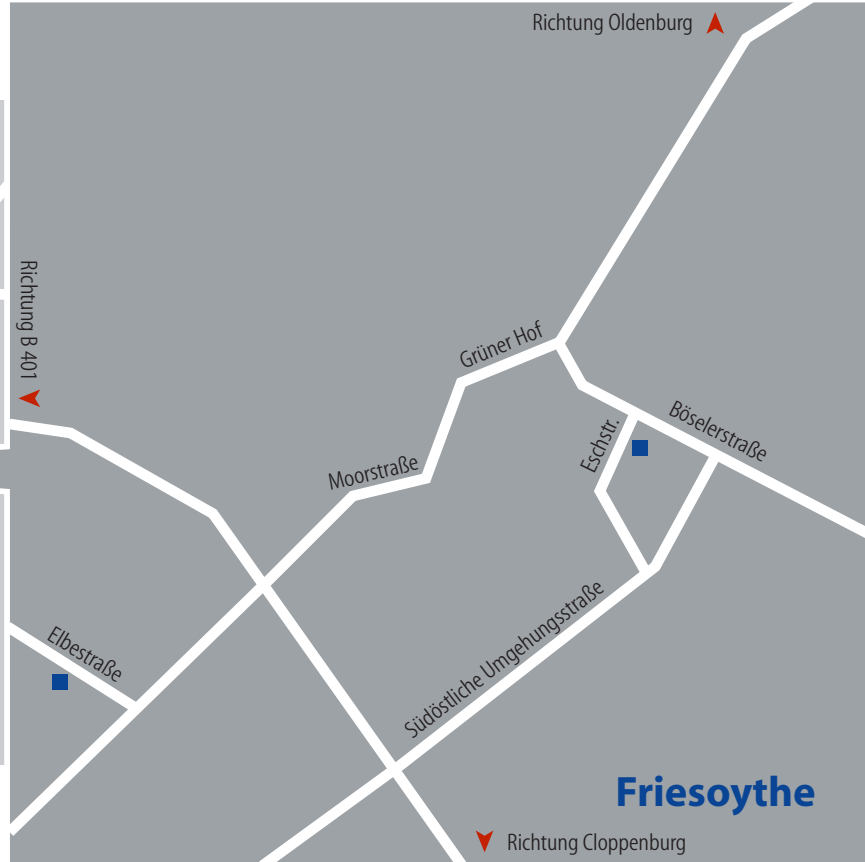 Richtung Oldenburg
Richtung B 401
Grüner Hof
Böselerstraße
Eschstr.
Moorstraße
Südöstliche Umgehungsstraße
Elbestraße
Friesoythe
Richtung Cloppenburg